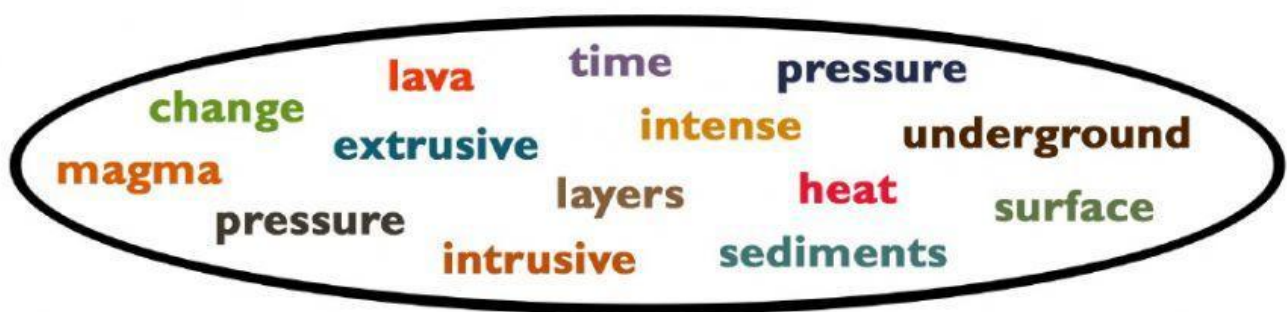 time
lava
pressure
change
intense
extrusive
underground
magma
layers
heat
pressure
surface
intrusive
sediments